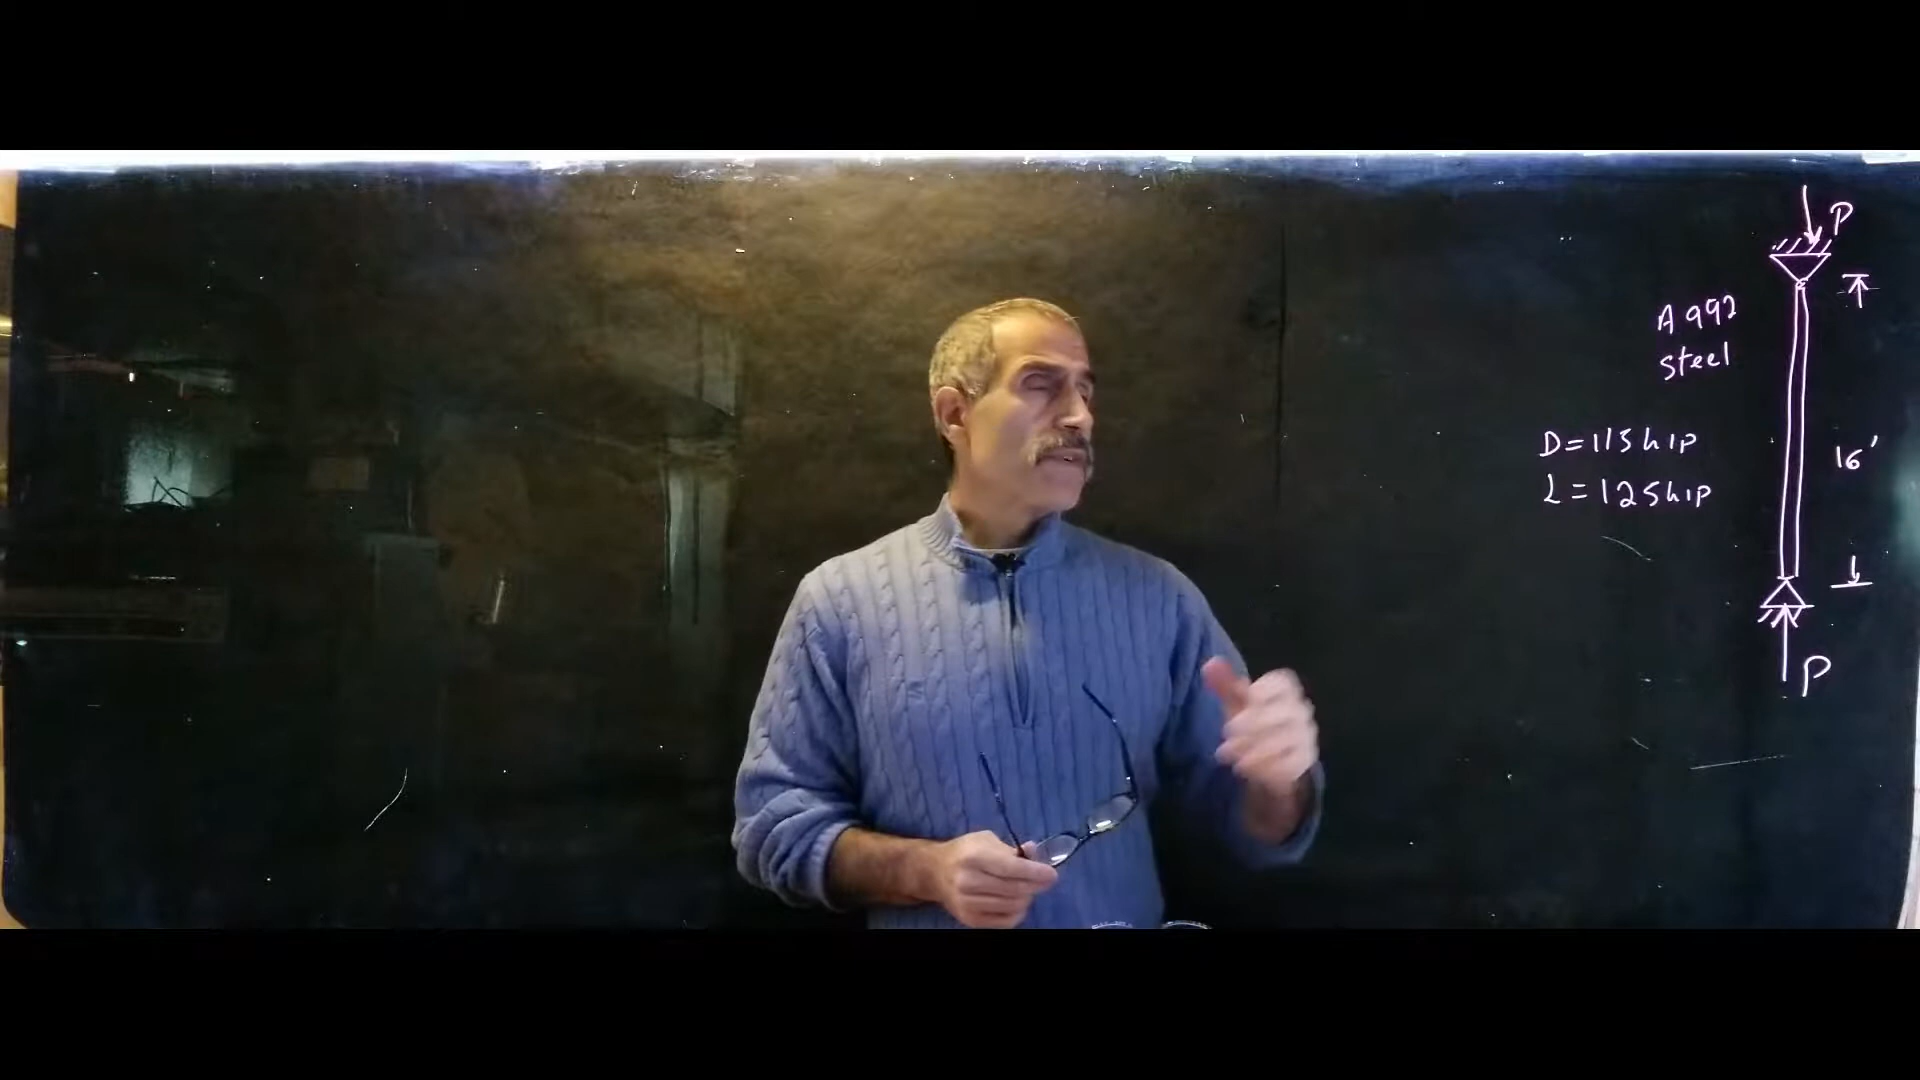 P
A 992
steel
D = 115 kip
L = 125 kip
16'
P